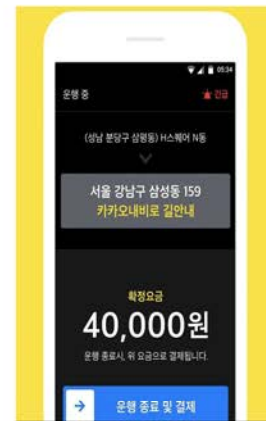 05:34
운행 중
긴급
(성남 분당구 삼평동) H스퀘어 N동
서울 강남구 삼성동 159
카카오내비로 길안내
확정요금
40,000원
운행 종료시, 위 요금으로 결제됩니다.
운행 종료 및 결제